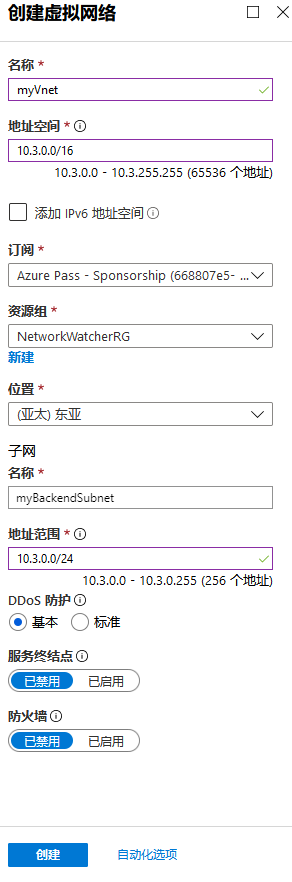 创建虚拟网络
名称 *
myVnet
地址空间 *
10.3.0.0/16
10.3.0.0 - 10.3.255.255 (65536 个地址)
添加 IPv6 地址空间
订阅 *
Azure Pass - Sponsorship (668807e5- ...
资源组 *
NetworkWatcherRG
新建
位置 *
(亚太) 东亚
子网
名称 *
myBackendSubnet
地址范围 *
10.3.0.0/24
10.3.0.0 - 10.3.0.255 (256 个地址)
DDoS 防护
基本 标准
服务终结点
已禁用 已启用
防火墙
已禁用 已启用
创建 自动化选项